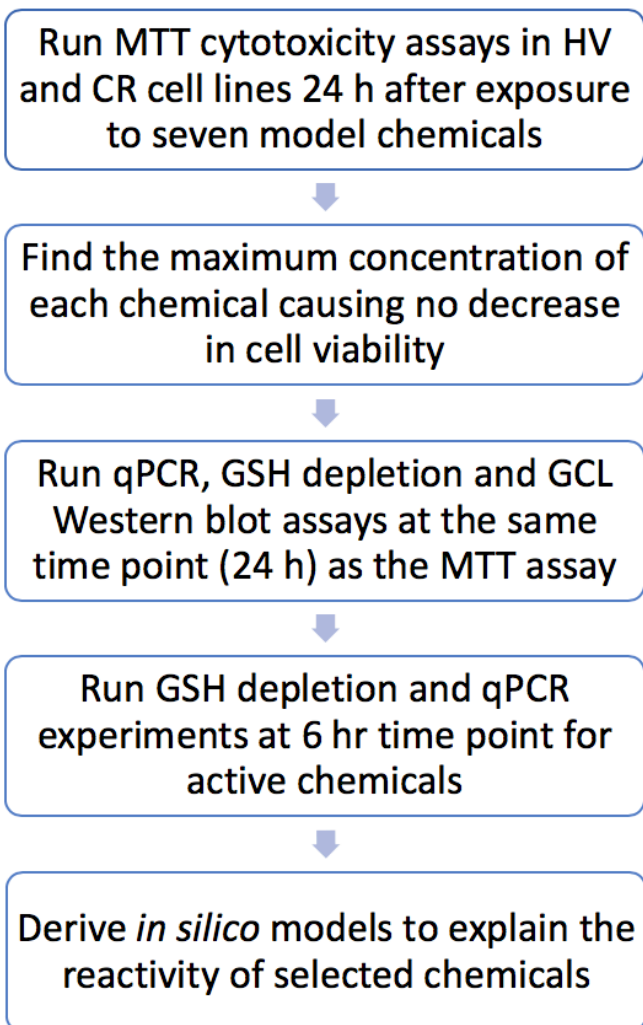 Run MTT cytotoxicity assays in HV
and CR cell lines 24 h after exposure
to seven model chemicals
Find the maximum concentration of
each chemical causing no decrease
in cell viability
Run qPCR, GSH depletion and GCL
Western blot assays at the same
time point (24 h) as the MTT assay
Run GSH depletion and qPCR
experiments at 6 hr time point for
active chemicals
Derive in silico models to explain the
reactivity of selected chemicals